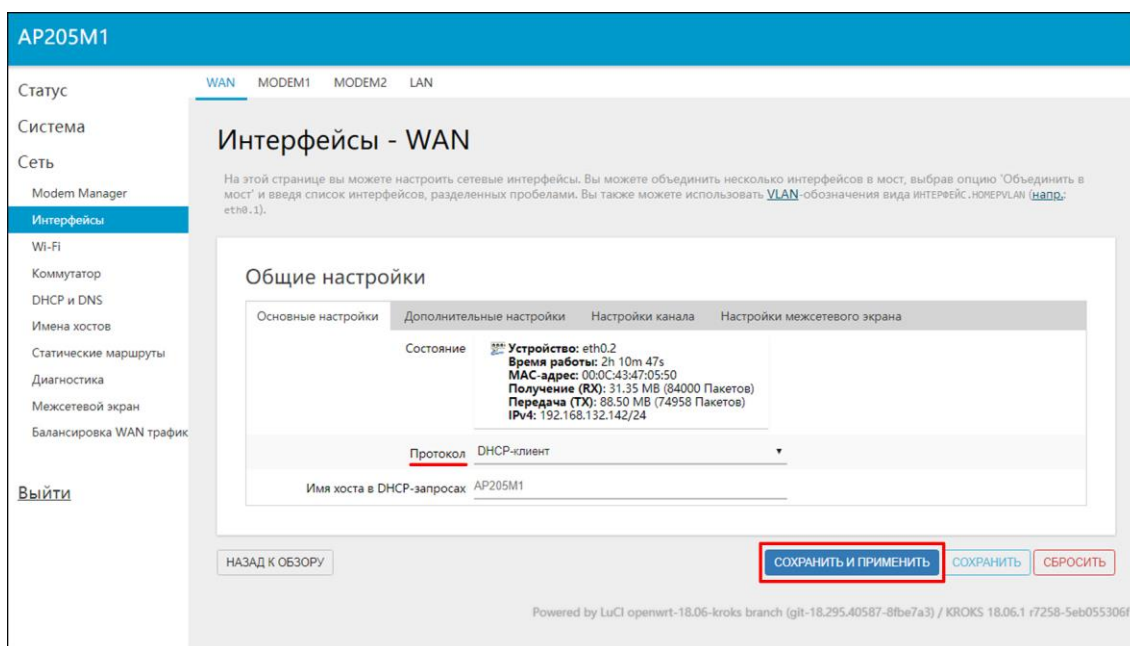 AP205M1
Статус
Система
Сеть
Modem Manager
Интерфейсы
Wi-Fi
Коммутатор
DHCP и DNS
Имена хостов
Статические маршруты
Диагностика
Межсетевой экран
Балансировка WAN трафик
Выйти
WAN MODEM1 MODEM2 LAN
Интерфейсы - WAN
На этой странице вы можете настроить сетевые интерфейсы. Вы можете объединить несколько интерфейсов в мост, выбрав опцию 'Объединить в
мост' и введя список интерфейсов, разделенных пробелами. Вы также можете использовать VLAN-обозначения вида ИНТЕРФЕЙС.НОМЕРVLAN (напр.:
eth0.1).
Общие настройки
Основные настройки Дополнительные настройки Настройки канала Настройки межсетевого экрана
Состояние
Устройство: eth0.2
Время работы: 2h 10m 47s
MAC-адрес: 00:0C:43:47:05:50
Получение (RX): 31.35 MB (84000 Пакетов)
Передача (TX): 88.50 MB (74958 Пакетов)
IPv4: 192.168.132.142/24
Протокол DHCP-клиент
Имя хоста в DHCP-запросах AP205M1
НАЗАД К ОБЗОРУ СОХРАНИТЬ И ПРИМЕНИТЬ СОХРАНИТЬ СБРОСИТЬ
Powered by LuCI openwrt-18.06-kroks branch (git-18.295.40587-8fbe7a3) / KROKS 18.06.1 r7258-5eb055306f